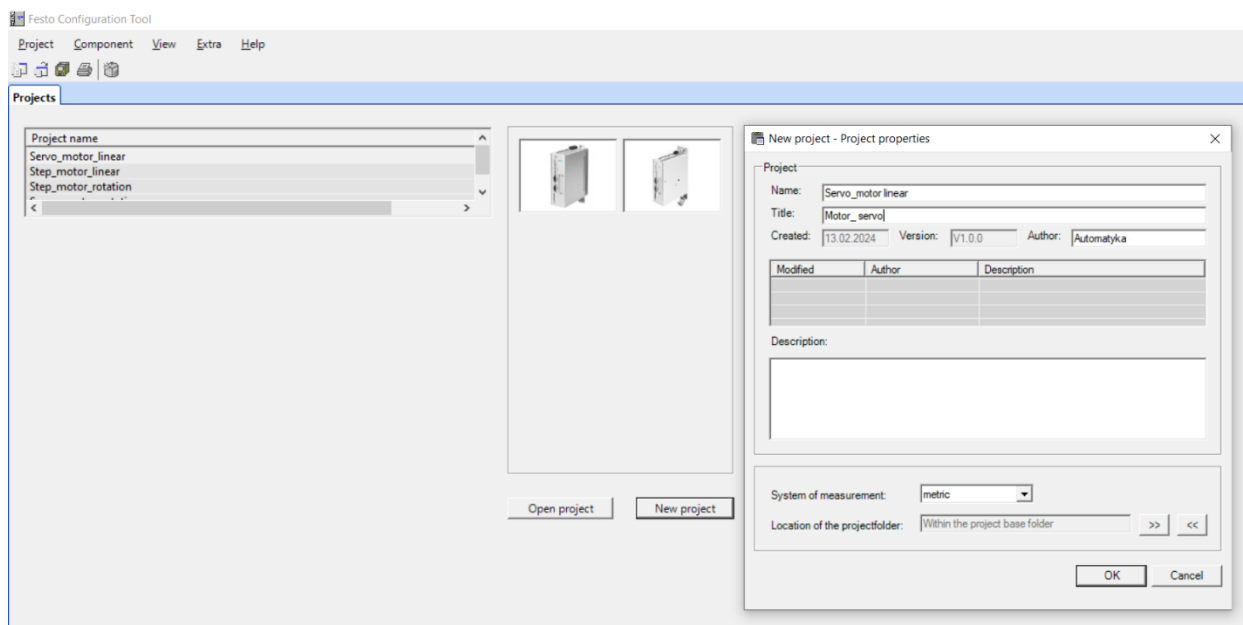 Festo Configuration Tool
Project Component View Extra Help
Projects
Project name
Servo_motor_linear
Step_motor_linear
Step_motor_rotation
Open project New project
New project - Project properties
Project
Name: Servo_motor linear
Title: Motor_ servo
Created: 13.02.2024 Version: V1.0.0 Author: Automatyka
Modified Author Description
Description:
System of measurement: metric
Location of the projectfolder: Within the project base folder >> <<
OK Cancel